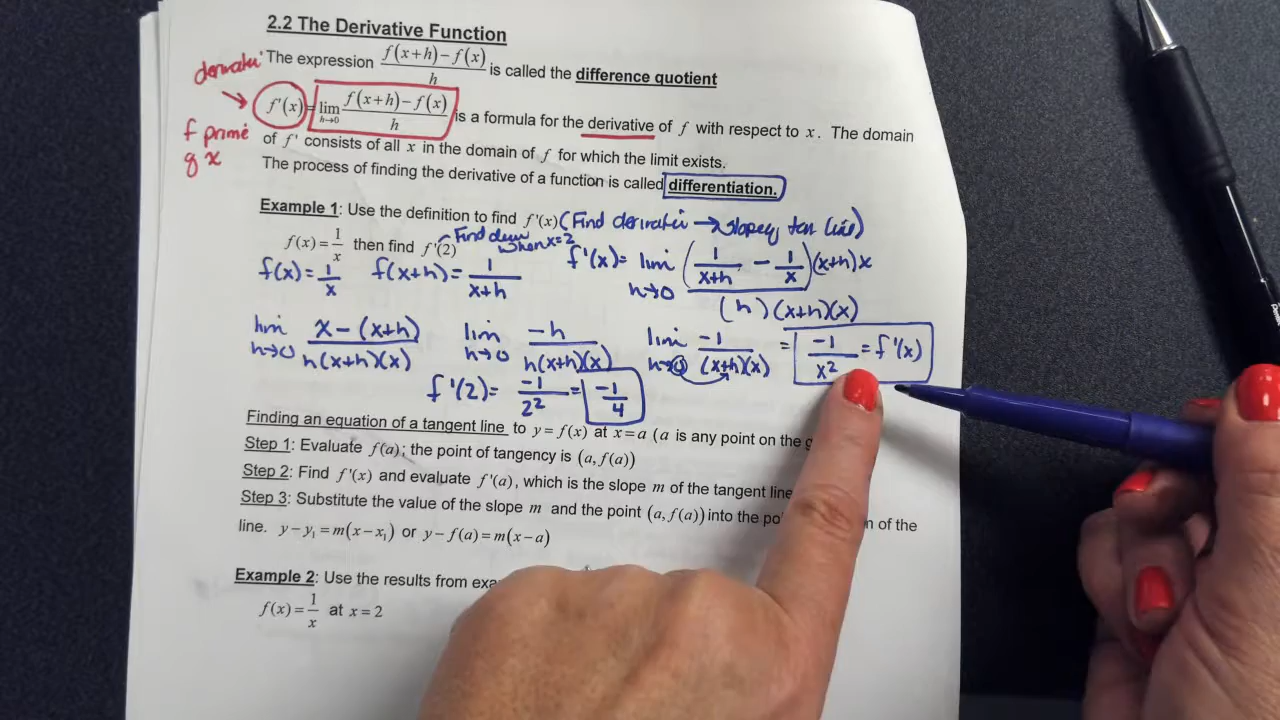 2.2 The Derivative Function
The expression f(x+h)−f(x)/h is called the difference quotient
f'(x)=lim h→0 f(x+h)−f(x)/h is a formula for the derivative of f with respect to x. The domain
f prime
of f' consists of all x in the domain of f for which the limit exists.
The process of finding the derivative of a function is called differentiation.
Example 1: Use the definition to find f'(x) (Find derivative → slope of tan line)
f(x)=1/x then find f'(2) Find deriv when x=2
f(x)=1/x f(x+h)=1/x+h f'(x)=lim h→0 (1/x+h − 1/x)(x+h)x/(h)(x+h)(x)
lim h→0 x−(x+h)/h(x+h)(x) lim h→0 −h/h(x+h)(x) lim h→0 −1/(x+h)(x) = −1/x² = f'(x)
f'(2)= −1/2² = −1/4
Finding an equation of a tangent line to y=f(x) at x=a (a is any point on the
Step 1: Evaluate f(a); the point of tangency is (a, f(a))
Step 2: Find f'(x) and evaluate f'(a), which is the slope m of the tangent line
Step 3: Substitute the value of the slope m and the point (a, f(a)) into the of the
line. y−y₁=m(x−x₁) or y−f(a)=m(x−a)
Example 2: Use the results from
f(x)=1/x at x=2